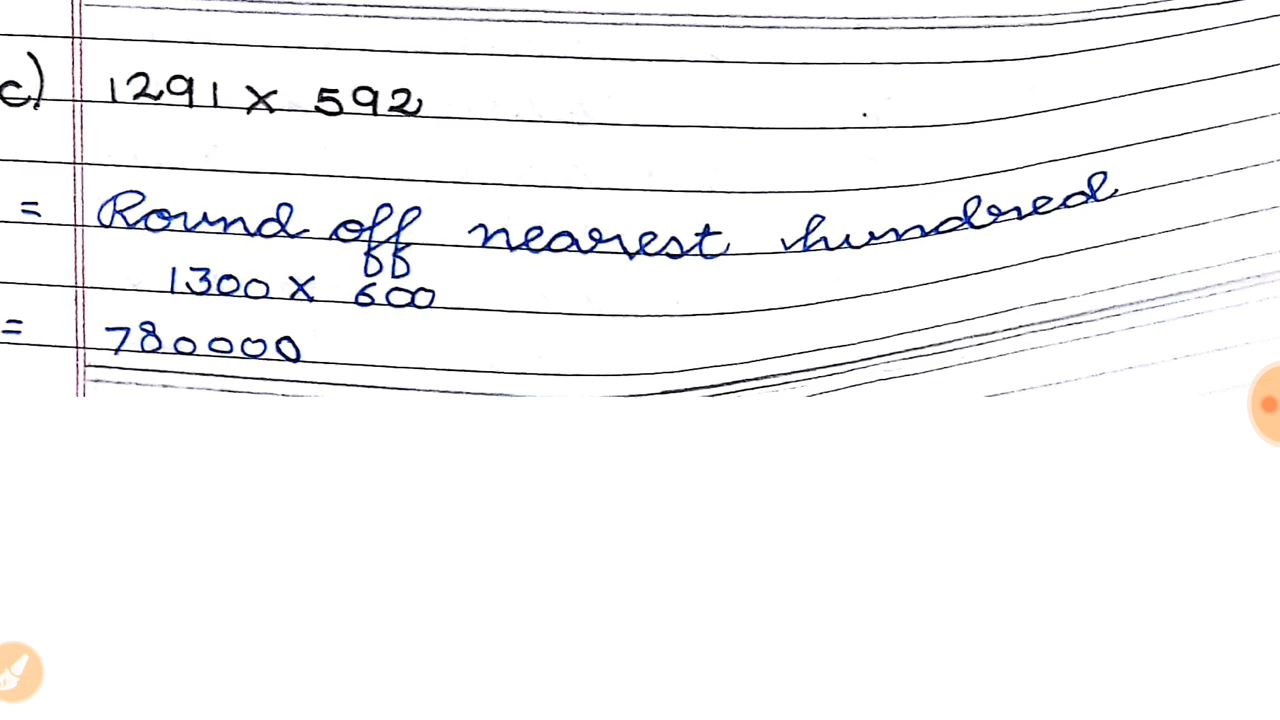 c) 1291 × 592
= Round off nearest hundred
1300 × 600
= 780000